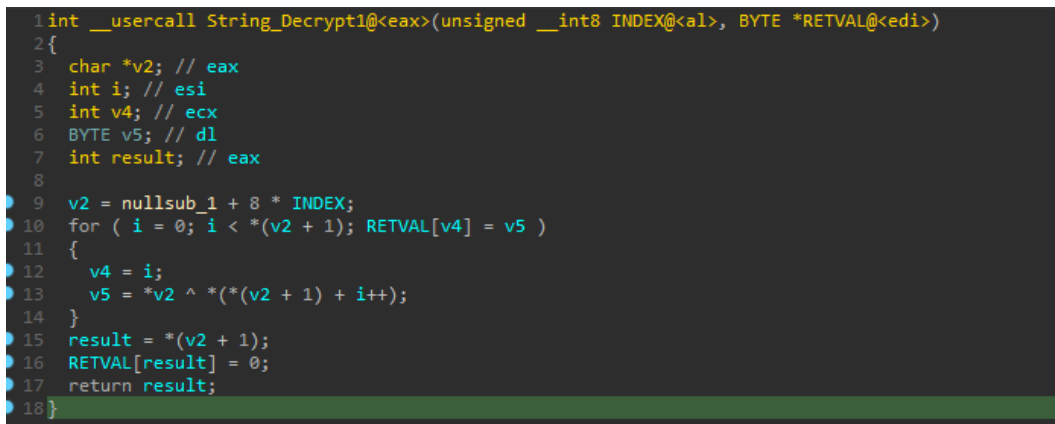 1 int __usercall String_Decrypt1@<eax>(unsigned __int8 INDEX@<al>, BYTE *RETVAL@<edi>)
2 {
3   char *v2; // eax
4   int i; // esi
5   int v4; // ecx
6   BYTE v5; // dl
7   int result; // eax
8
9   v2 = nullsub_1 + 8 * INDEX;
10   for ( i = 0; i < *(v2 + 1); RETVAL[v4] = v5 )
11   {
12     v4 = i;
13     v5 = *v2 ^ *(*(v2 + 1) + i++);
14   }
15   result = *(v2 + 1);
16   RETVAL[result] = 0;
17   return result;
18 }